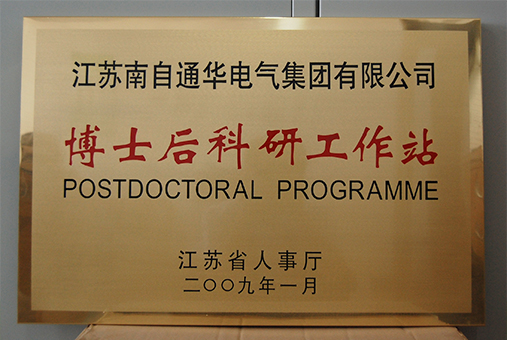 江苏南自通华电气集团有限公司
博士后科研工作站
POSTDOCTORAL PROGRAMME
江苏省人事厅
二〇〇九年一月